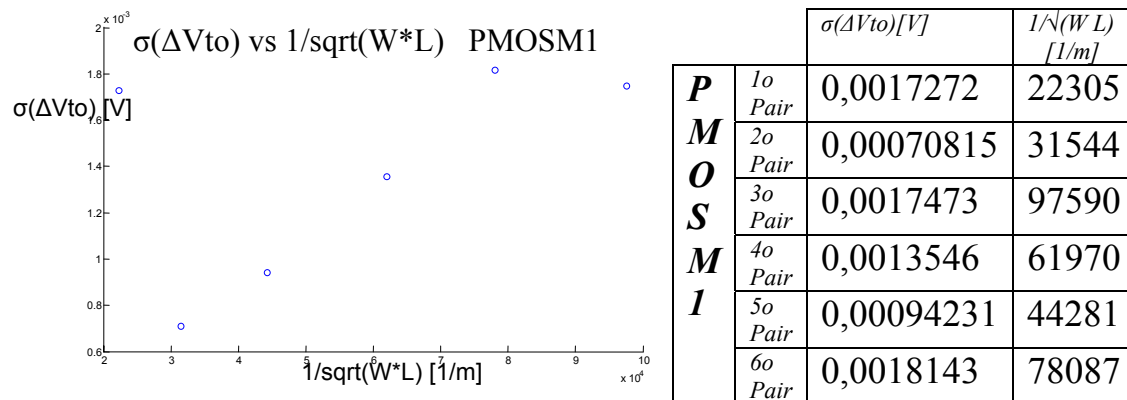 x 10⁻³
σ(ΔVto) vs 1/sqrt(W*L) PMOSM1
2
1.8
σ(ΔVto) [V]
1.6
1.4
1.2
1
0.8
0.6
2 3 4 5 6 7 8 9 10
1/sqrt(W*L) [1/m]
x 10⁴
σ(ΔVto)[V] 1/√(W L) [1/m]
PMOSM1
1o Pair 0,0017272 22305
2o Pair 0,00070815 31544
3o Pair 0,0017473 97590
4o Pair 0,0013546 61970
5o Pair 0,00094231 44281
6o Pair 0,0018143 78087